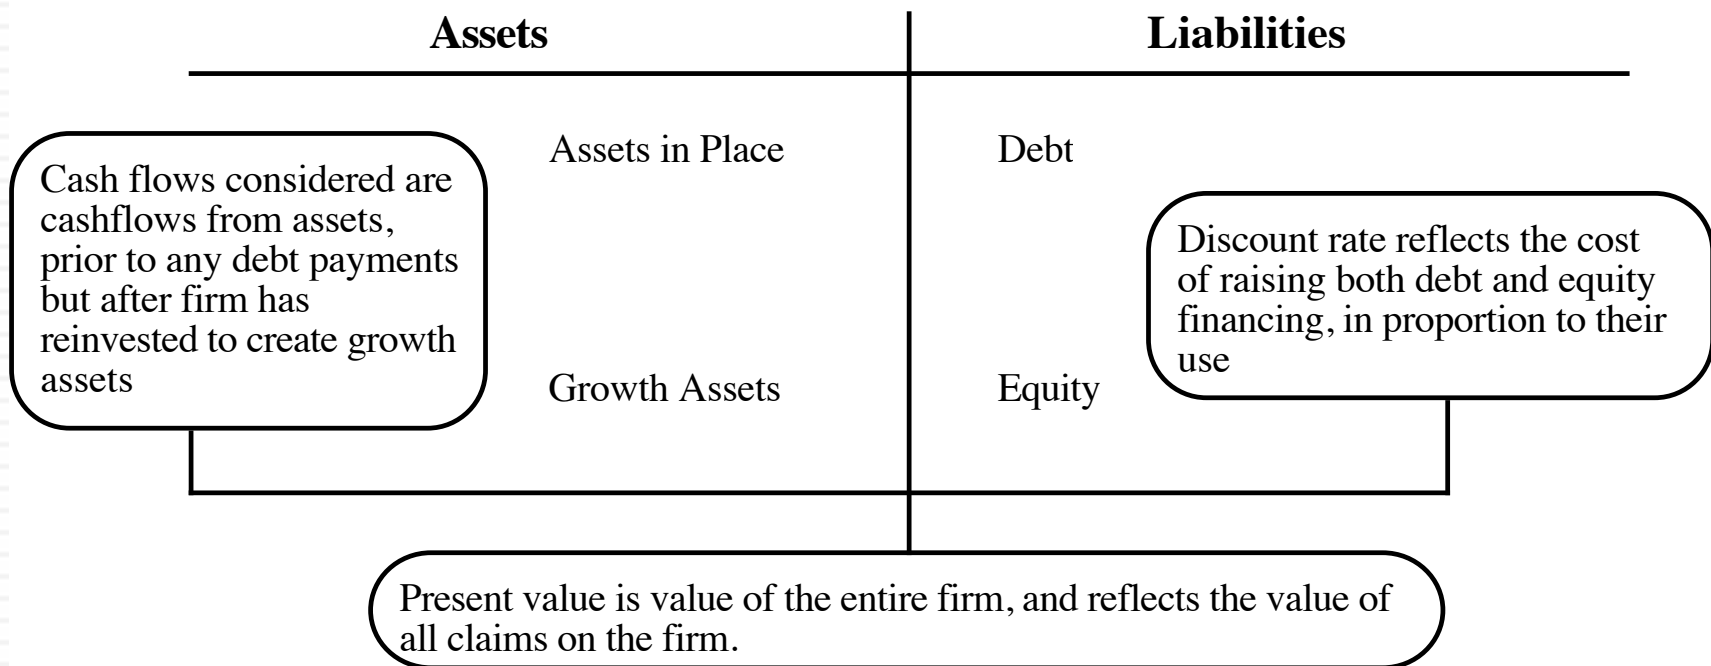 Assets
Liabilities
Assets in Place
Debt
Cash flows considered are
cashflows from assets,
prior to any debt payments
but after firm has
reinvested to create growth
assets
Discount rate reflects the cost
of raising both debt and equity
financing, in proportion to their
use
Growth Assets
Equity
Present value is value of the entire firm, and reflects the value of
all claims on the firm.